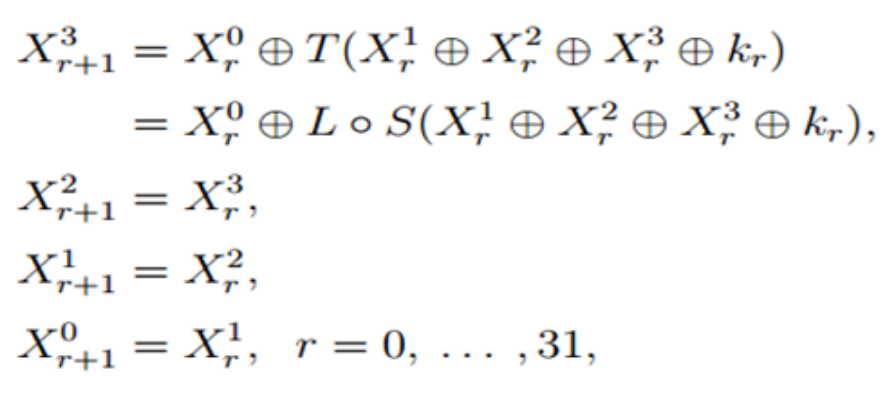 X_{r+1}^3 = X_r^0 ⊕ T(X_r^1 ⊕ X_r^2 ⊕ X_r^3 ⊕ k_r)
= X_r^0 ⊕ L ∘ S(X_r^1 ⊕ X_r^2 ⊕ X_r^3 ⊕ k_r),
X_{r+1}^2 = X_r^3,
X_{r+1}^1 = X_r^2,
X_{r+1}^0 = X_r^1, r = 0, … , 31,